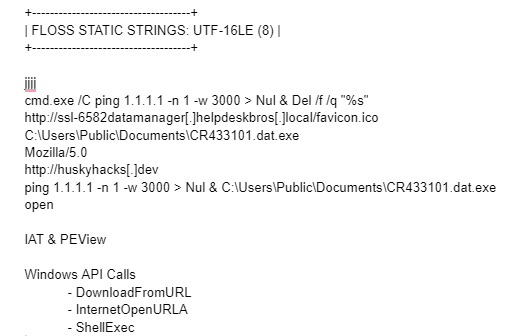 +------------------------------------+
| FLOSS STATIC STRINGS: UTF-16LE (8) |
+------------------------------------+
jjjj
cmd.exe /C ping 1.1.1.1 -n 1 -w 3000 > Nul & Del /f /q "%s"
http://ssl-6582datamanager[.]helpdeskbros[.]local/favicon.ico
C:\Users\Public\Documents\CR433101.dat.exe
Mozilla/5.0
http://huskyhacks[.]dev
ping 1.1.1.1 -n 1 -w 3000 > Nul & C:\Users\Public\Documents\CR433101.dat.exe
open
IAT & PEView
Windows API Calls
- DownloadFromURL
- InternetOpenURLA
- ShellExec